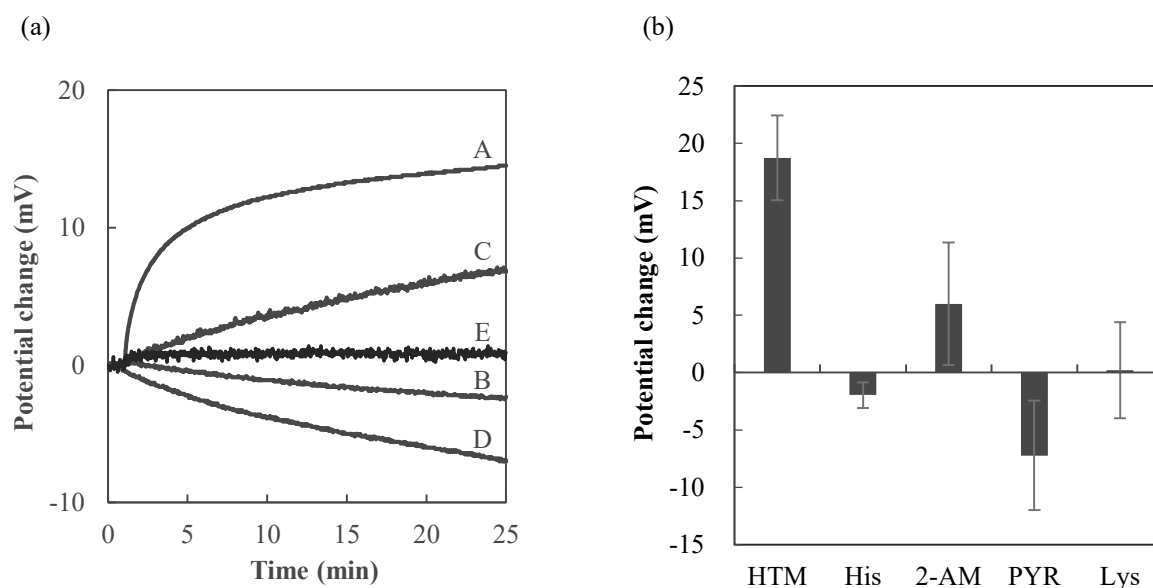 (a)
20
10
0
-10
A
C
E
B
D
0 5 10 15 20 25
Time (min)
Potential change (mV)
(b)
25
20
15
10
5
0
-5
-10
-15
HTM His 2-AM PYR Lys
Potential change (mV)